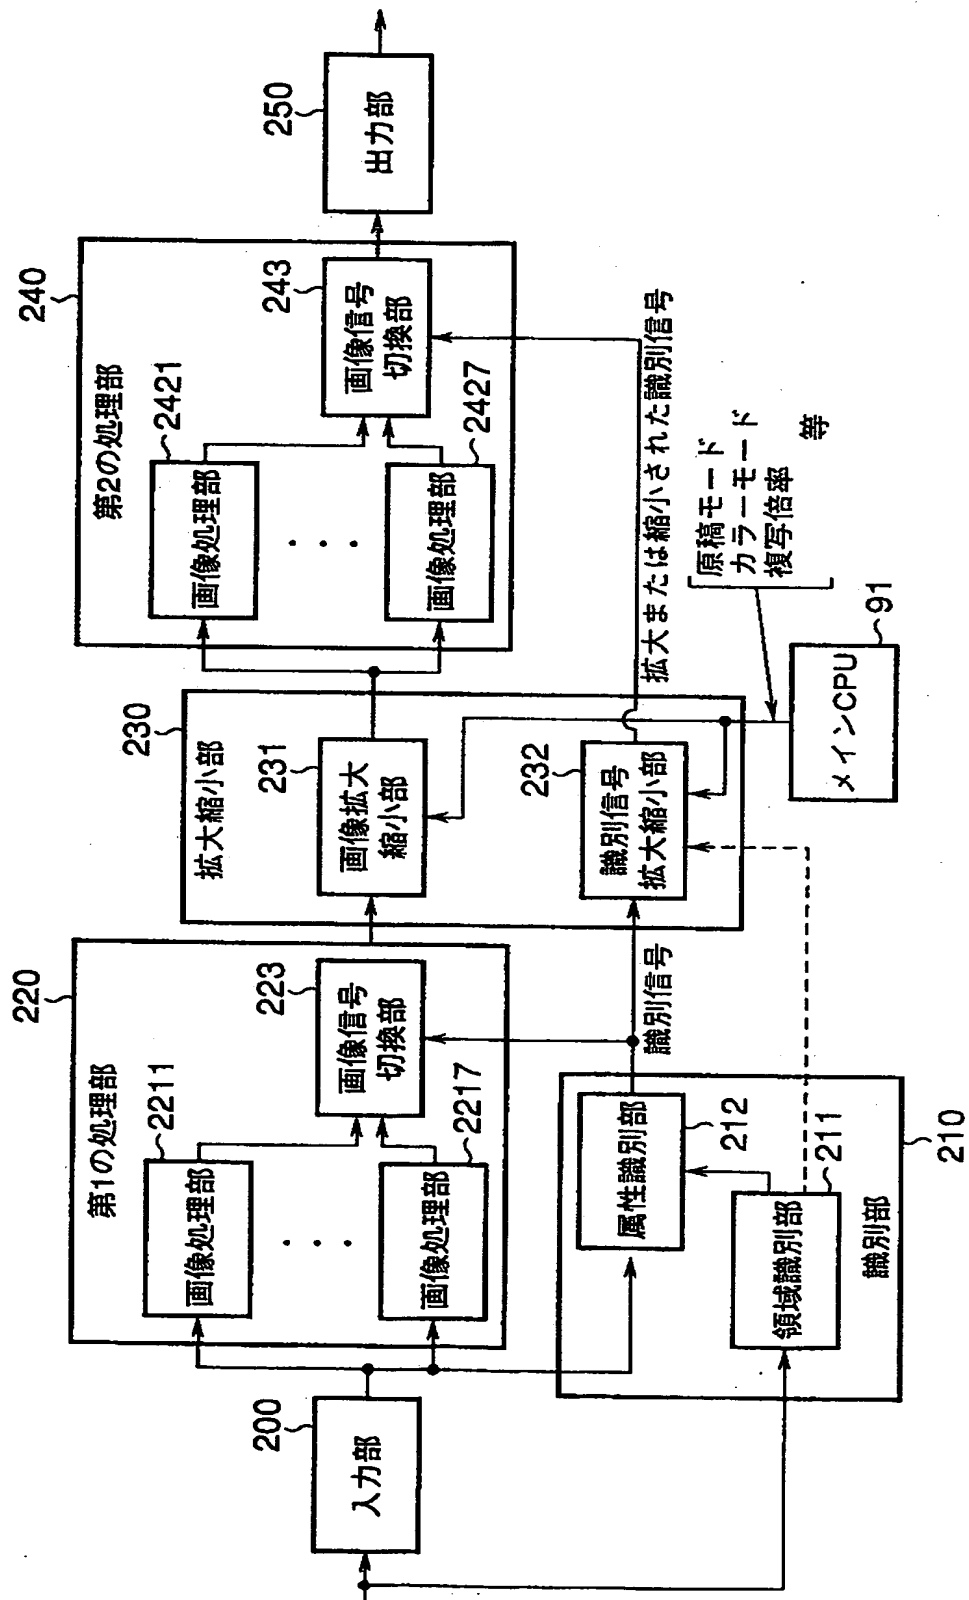 200
入力部
220
第1の処理部
2211
画像処理部
・・・
2217
画像処理部
223
画像信号
切換部
230
拡大縮小部
231
画像拡大
縮小部
232
識別信号
拡大縮小部
240
第2の処理部
2421
画像処理部
・・・
2427
画像処理部
243
画像信号
切換部
250
出力部
識別信号
拡大または縮小された識別信号
属性識別部
212
領域識別部
211
識別部
210
原稿モード
カラーモード
複写倍率
等
メインCPU
91